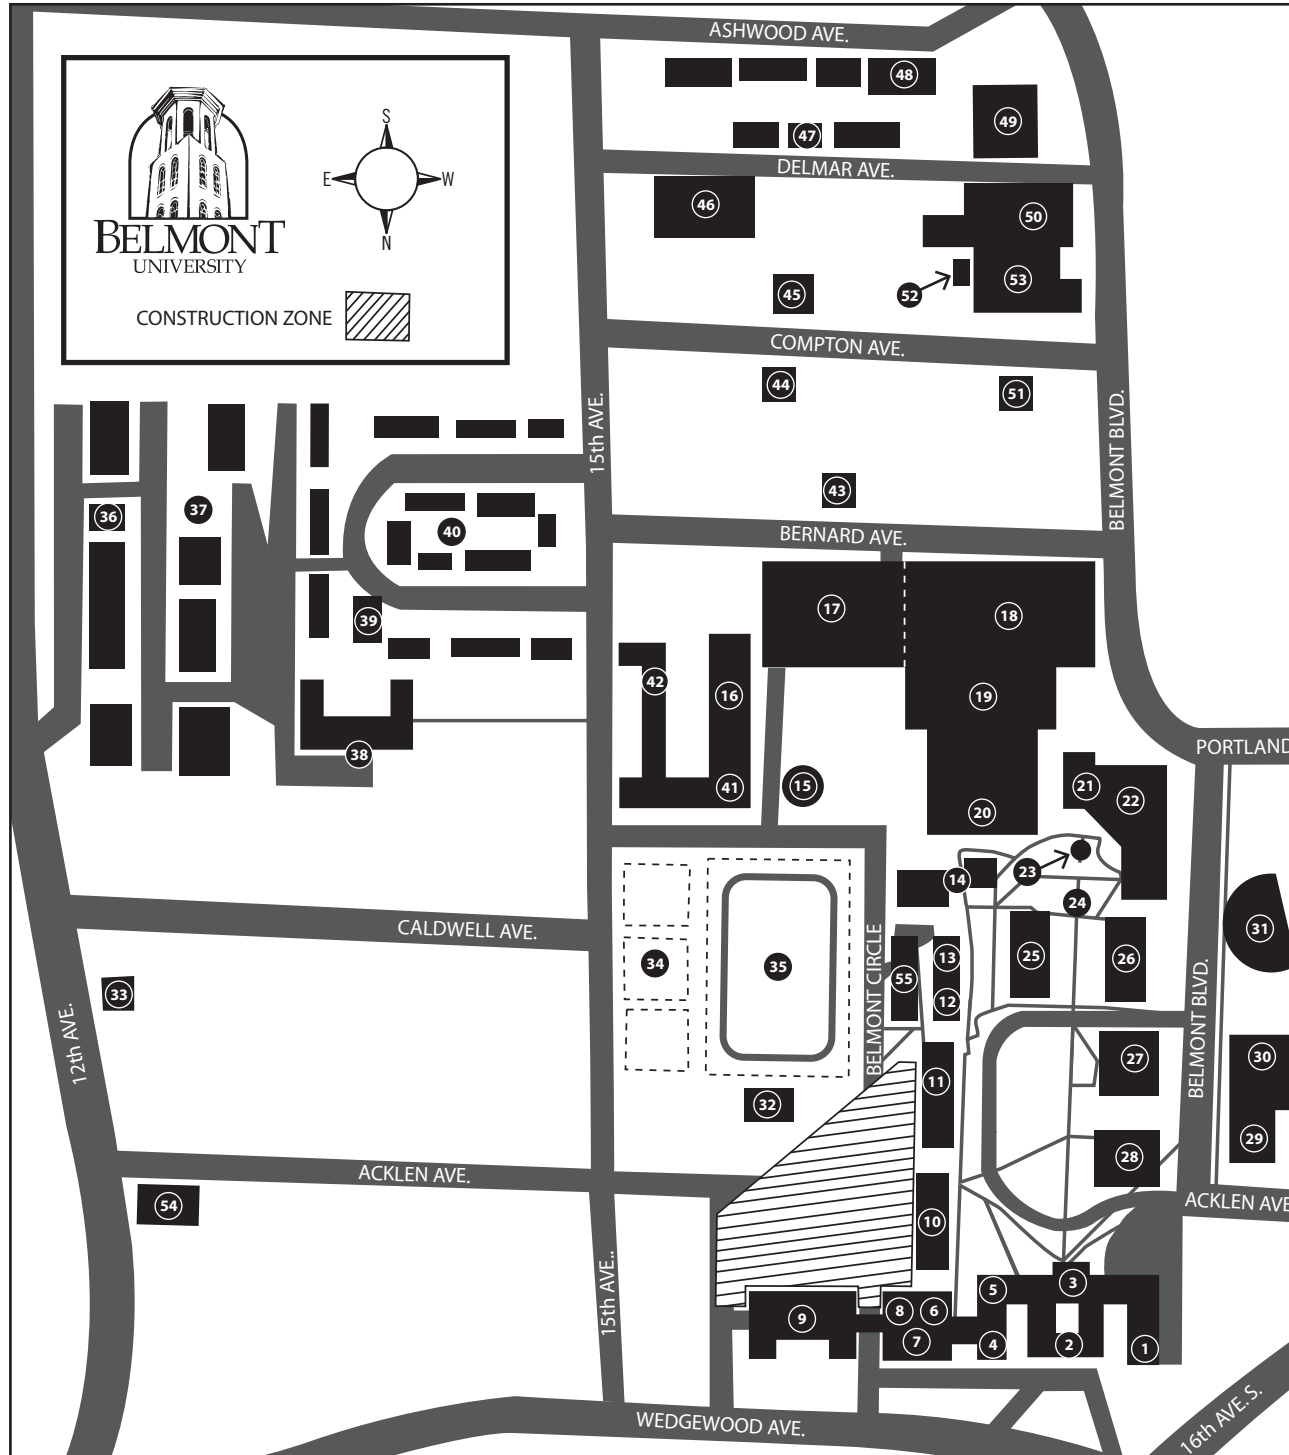 ASHWOOD AVE.
48
49
47
DELMAR AVE.
S
E
W
N
BELMONT
UNIVERSITY
CONSTRUCTION ZONE
46
50
45
52
53
COMPTON AVE.
44
51
15th AVE.
BELMONT BLVD.
43
36
37
40
BERNARD AVE.
39
17
18
42
16
19
38
41
15
20
21
22
PORTLAND
23
14
24
CALDWELL AVE.
34
35
BELMONT CIRCLE
55
13
12
25
26
31
33
12th AVE.
BELMONT BLVD.
27
30
11
32
28
29
ACKLEN AVE.
54
10
ACKLEN AVE
15th AVE..
5
3
8
6
9
7
4
2
1
WEDGEWOOD AVE.
16th AVE. S.